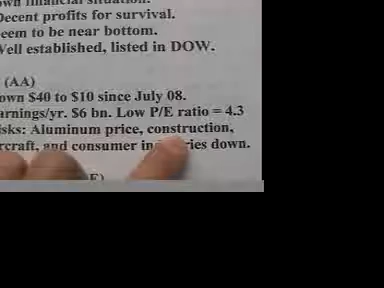 financial situation.
Decent profits for survival.
eem to be near bottom.
Well established, listed in DOW.
(AA)
own $40 to $10 since July 08.
arnings/yr. $6 bn. Low P/E ratio = 4.3
isks: Aluminum price, construction,
rcraft, and consumer in ries down.